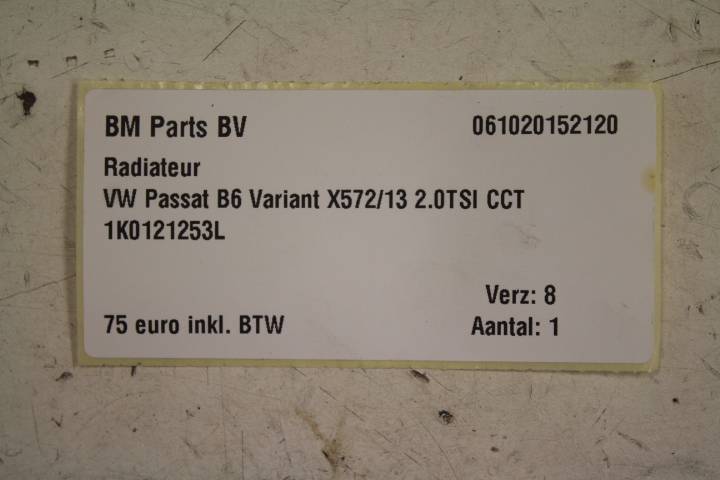 BM Parts BV 061020152120
Radiateur
VW Passat B6 Variant X572/13 2.0TSI CCT
1K0121253L
Verz: 8
75 euro inkl. BTW Aantal: 1